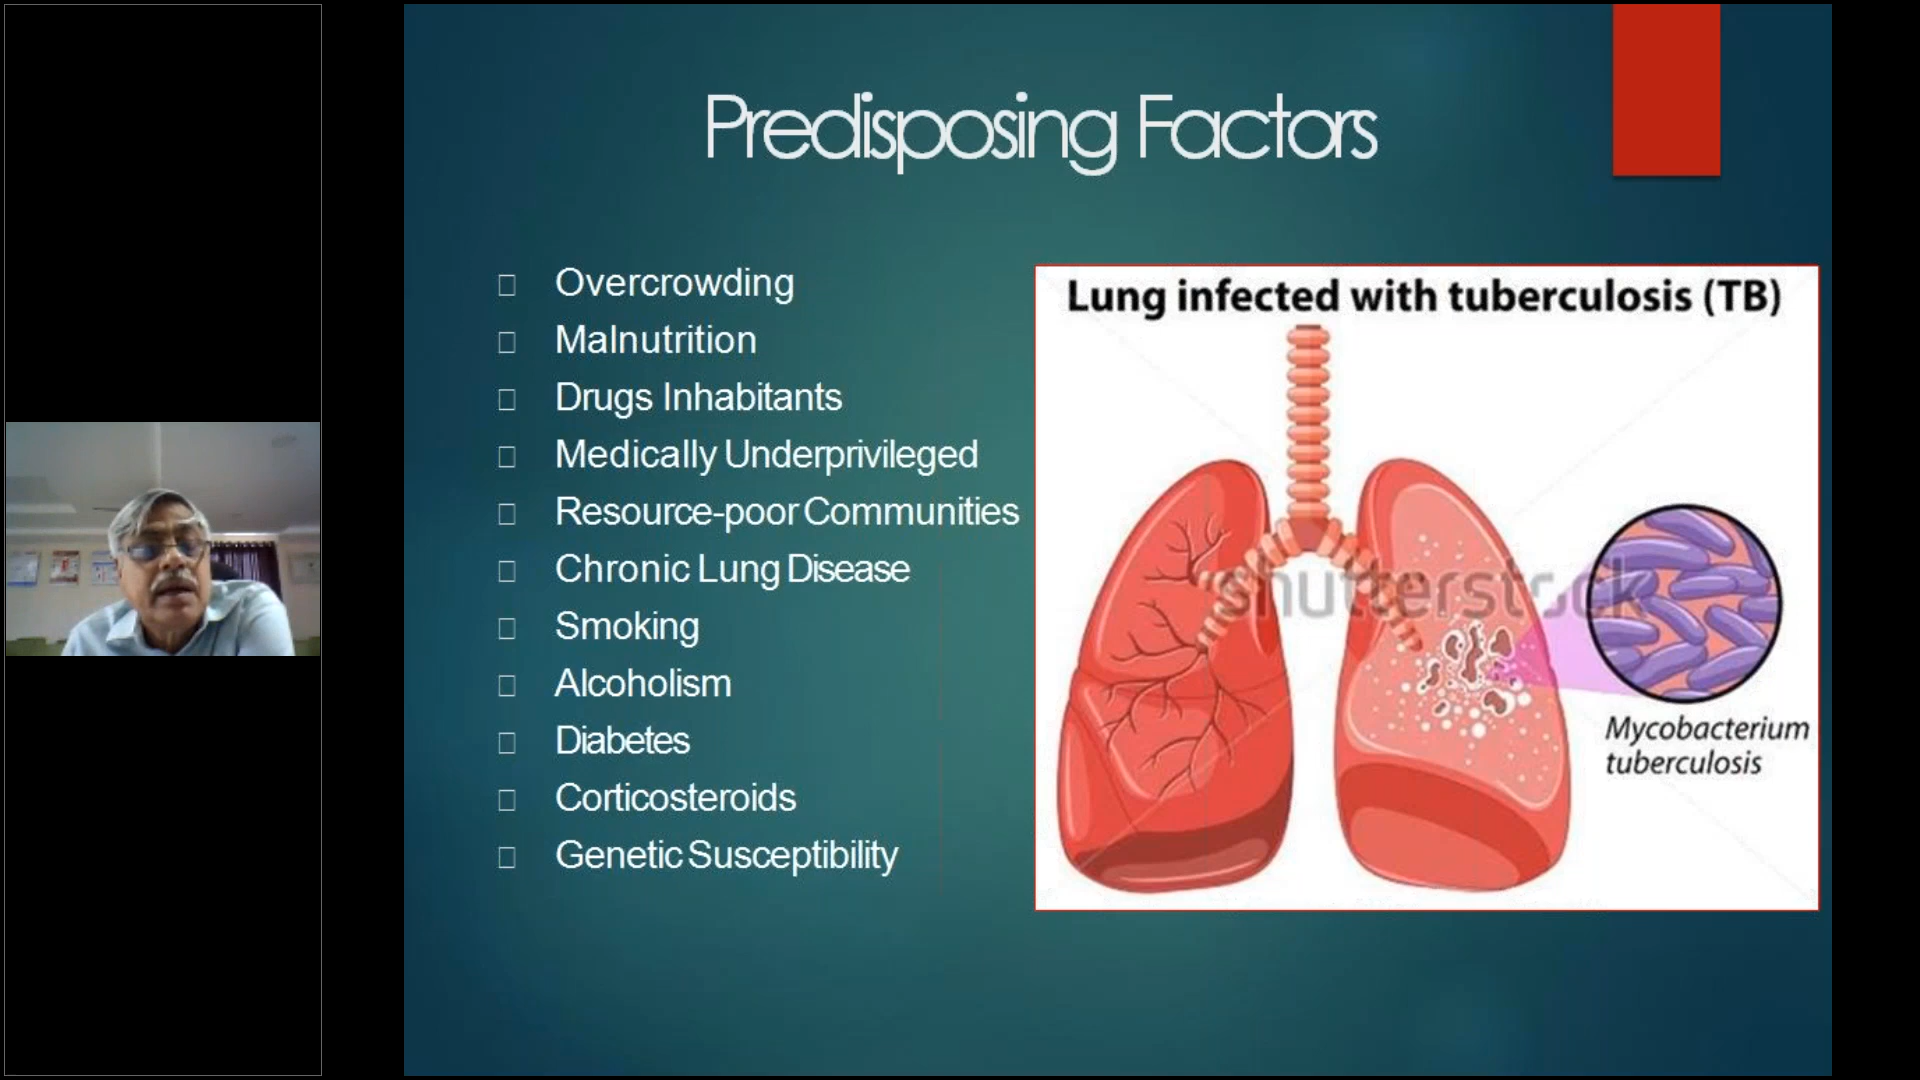 Predisposing Factors
Overcrowding
Malnutrition
Drugs Inhabitants
Medically Underprivileged
Resource-poor Communities
Chronic Lung Disease
Smoking
Alcoholism
Diabetes
Corticosteroids
Genetic Susceptibility
Lung infected with tuberculosis (TB)
shutterstock
Mycobacterium
tuberculosis